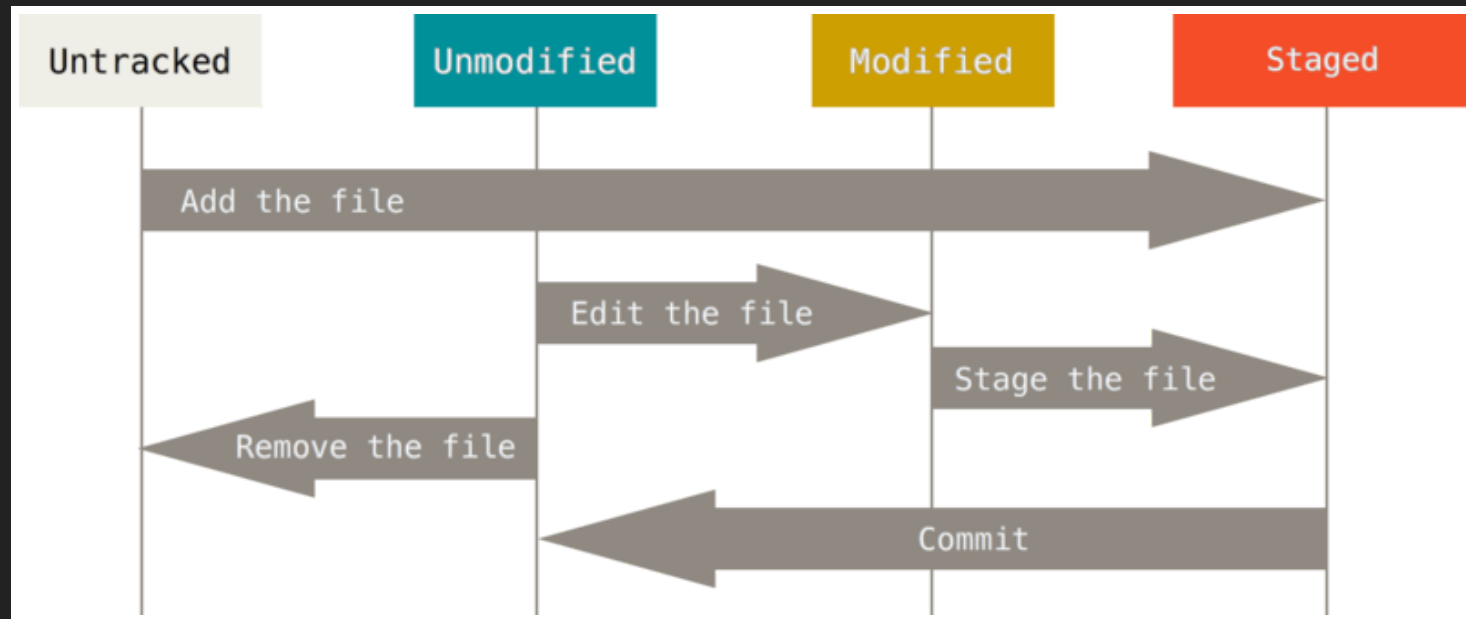 Untracked
Unmodified
Modified
Staged
Add the file
Edit the file
Stage the file
Remove the file
Commit